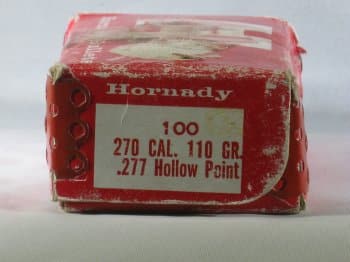 Hornady
100
270 CAL. 110 GR.
.277 Hollow Point